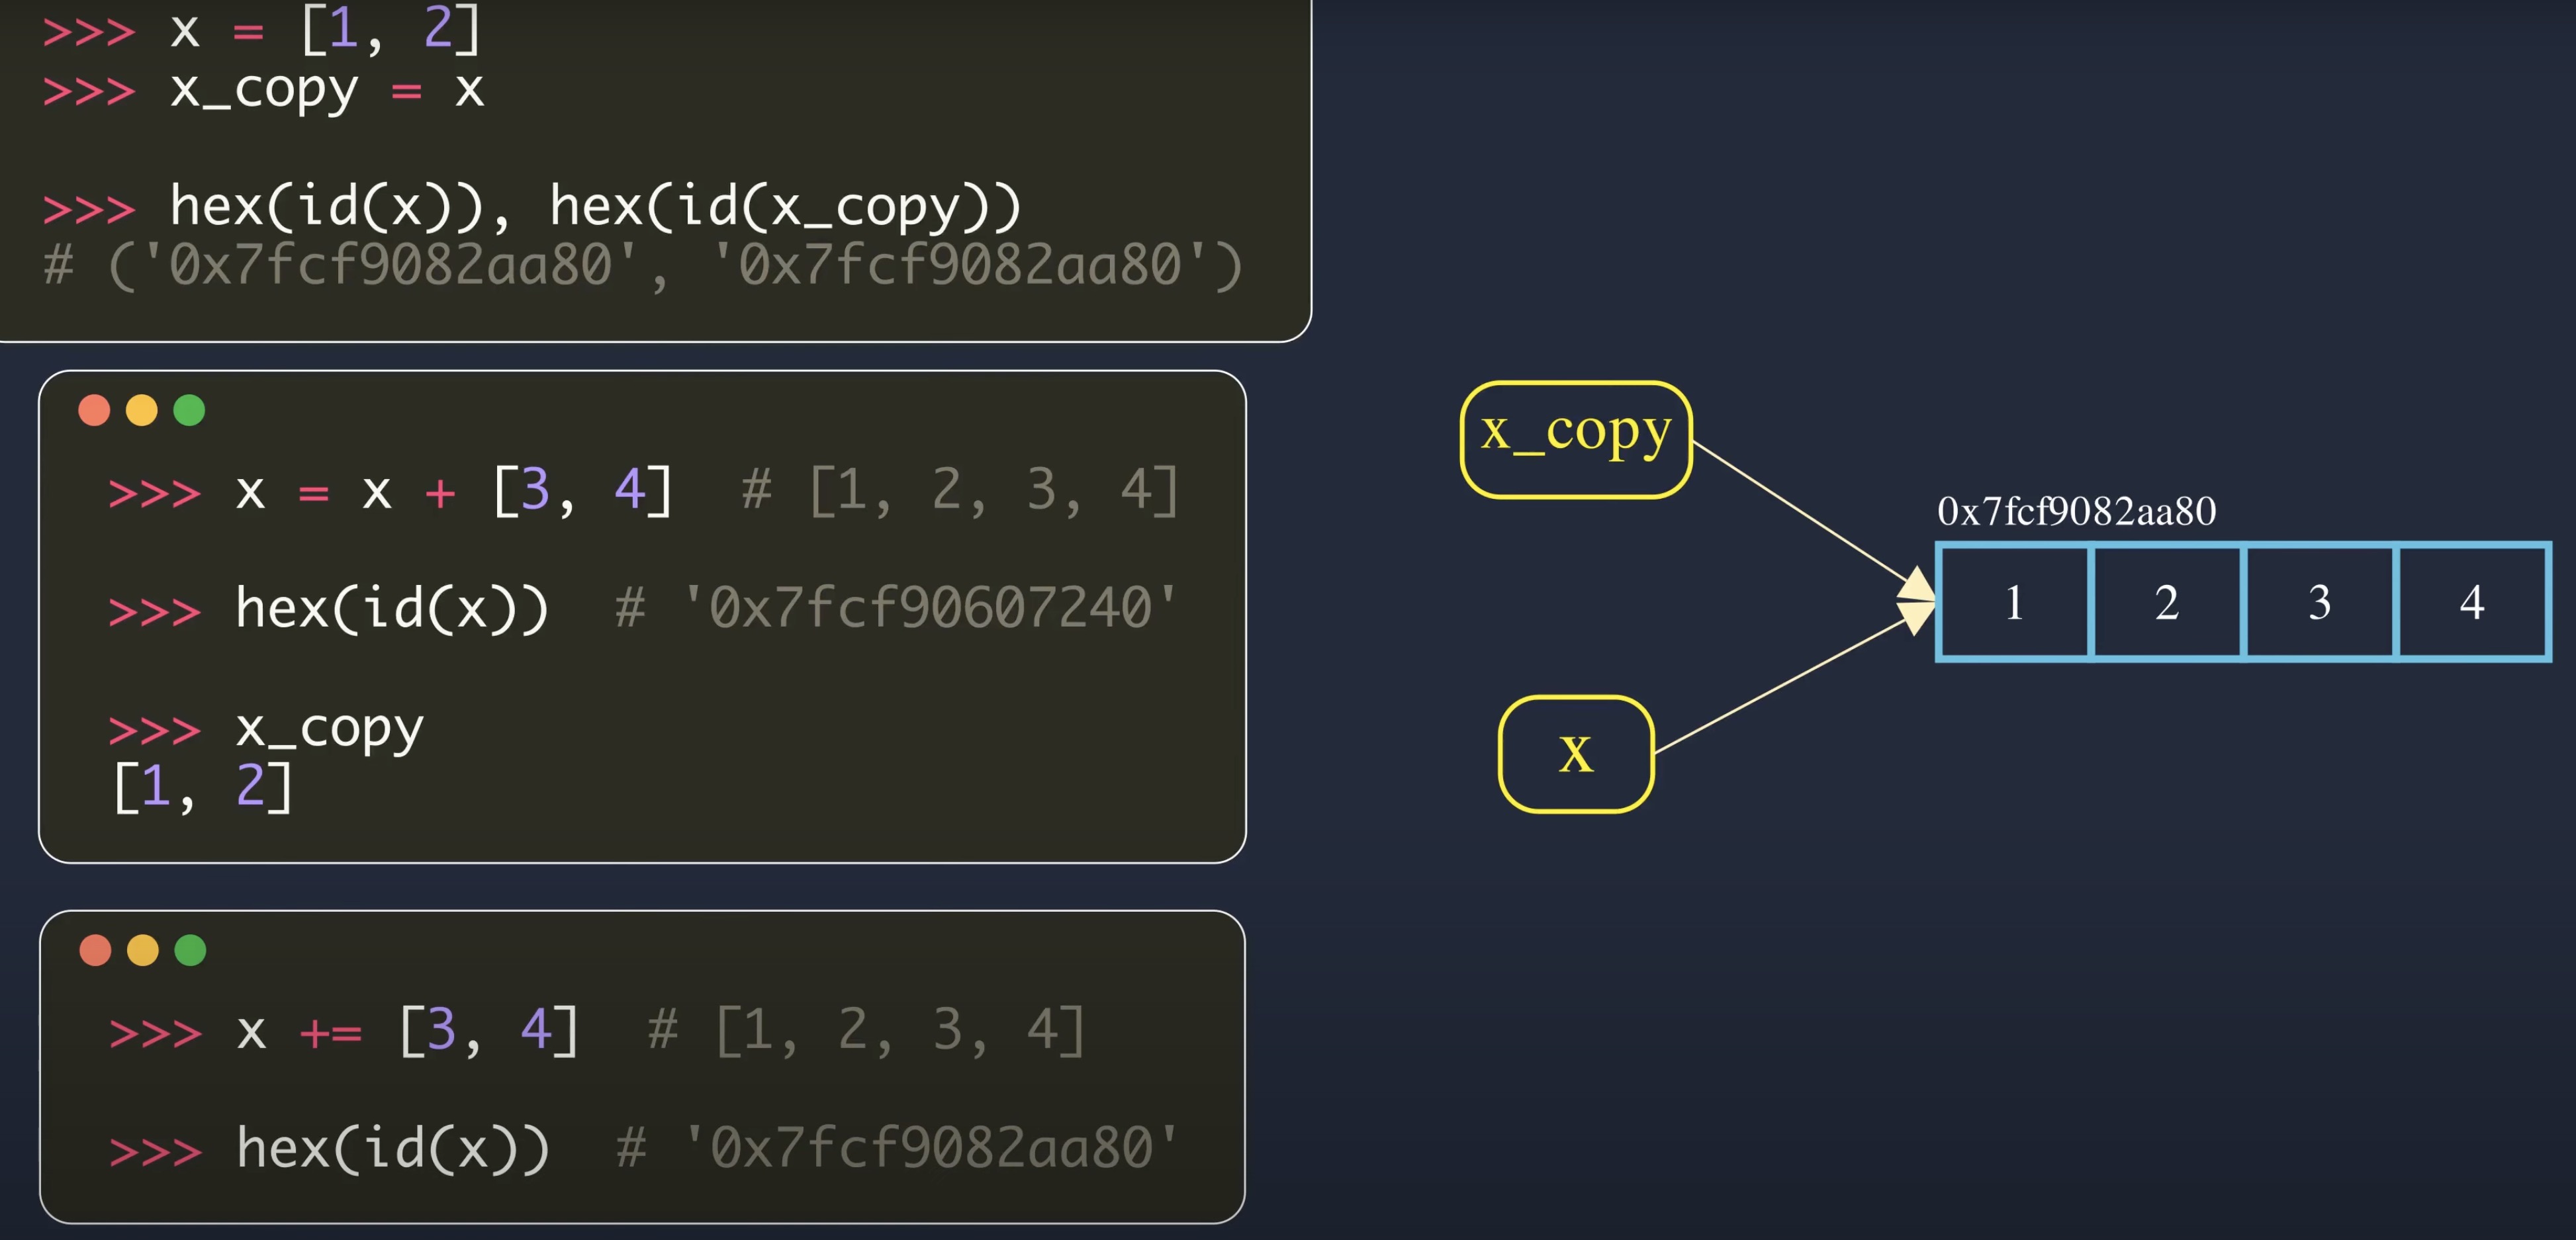 >>> x = [1, 2]
>>> x_copy = x
>>> hex(id(x)), hex(id(x_copy))
# ('0x7fcf9082aa80', '0x7fcf9082aa80')
>>> x = x + [3, 4]  # [1, 2, 3, 4]
>>> hex(id(x))  # '0x7fcf90607240'
>>> x_copy
[1, 2]
>>> x += [3, 4]  # [1, 2, 3, 4]
>>> hex(id(x))  # '0x7fcf9082aa80'
x_copy
0x7fcf9082aa80
1 2 3 4
x